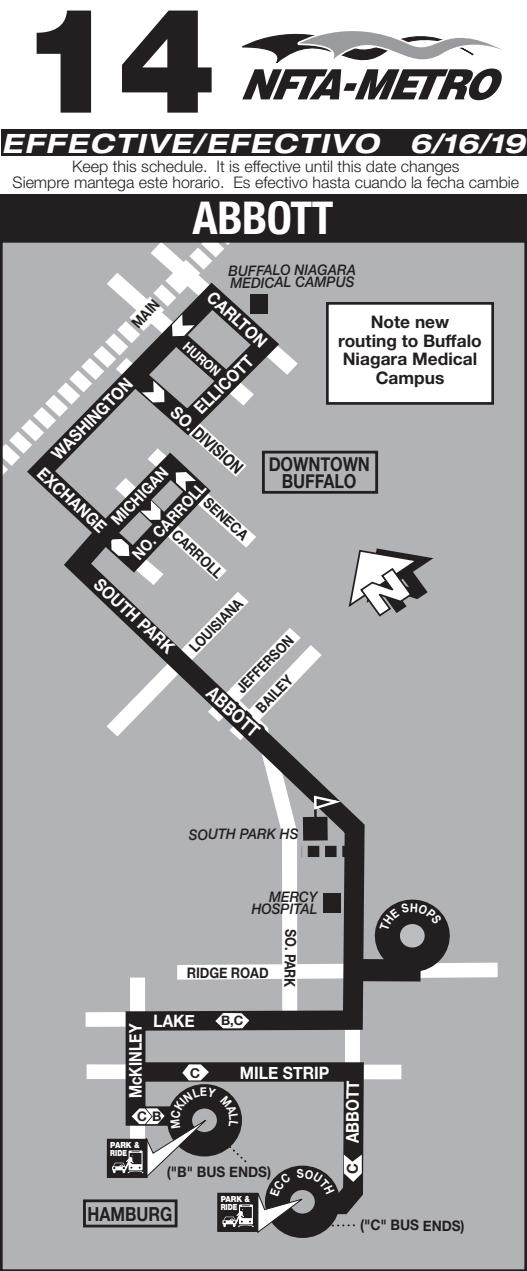 14
NFTA-METRO
EFFECTIVE/EFECTIVO 6/16/19
Keep this schedule. It is effective until this date changes
Siempre mantega este horario. Es efectivo hasta cuando la fecha cambie
ABBOTT
BUFFALO NIAGARA
MEDICAL CAMPUS
MAIN
CARLTON
HURON
ELLICOTT
Note new
routing to Buffalo
Niagara Medical
Campus
WASHINGTON
SO. DIVISION
DOWNTOWN
BUFFALO
EXCHANGE
MICHIGAN
NO. CARROLL
SENECA
CARROLL
N
SOUTH PARK
LOUISIANA
JEFFERSON
BAILEY
ABBOTT
SOUTH PARK HS
MERCY
HOSPITAL
THE SHOPS
SO. PARK
RIDGE ROAD
LAKE
B,C
McKINLEY
C
MILE STRIP
ABBOTT
C
C
B
MCKINLEY MALL
PARK &
RIDE
("B" BUS ENDS)
ECC SOUTH
PARK &
RIDE
HAMBURG
("C" BUS ENDS)